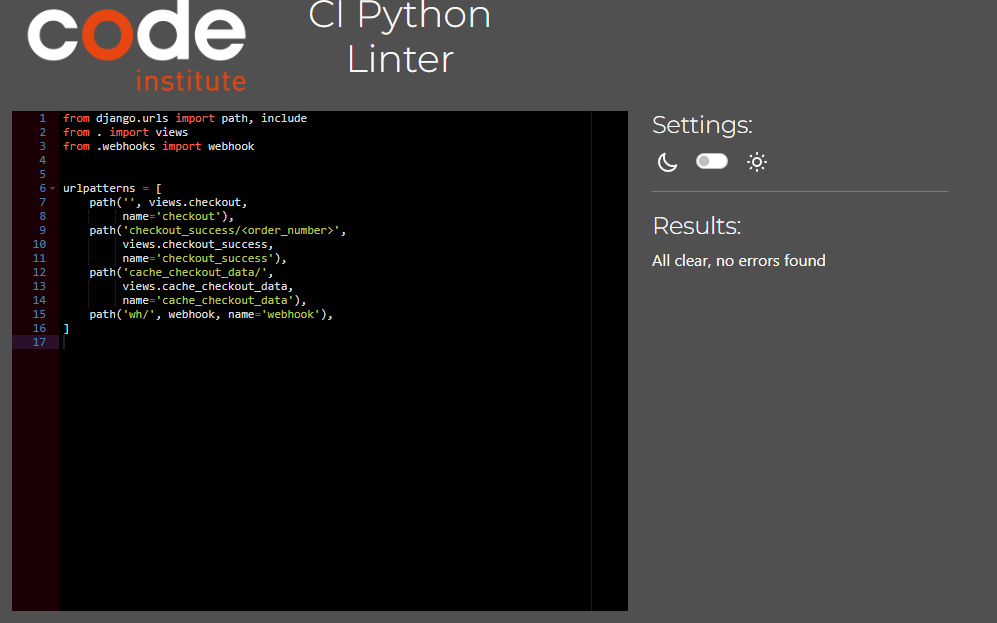 code
institute
CI Python
Linter
1 from django.urls import path, include
2 from . import views
3 from .webhooks import webhook
4
5
6 urlpatterns = [
7     path('', views.checkout,
8          name='checkout'),
9     path('checkout_success/<order_number>',
10         views.checkout_success,
11         name='checkout_success'),
12    path('cache_checkout_data/',
13         views.cache_checkout_data,
14         name='cache_checkout_data'),
15    path('wh/', webhook, name='webhook'),
16 ]
17
Settings:
Results:
All clear, no errors found